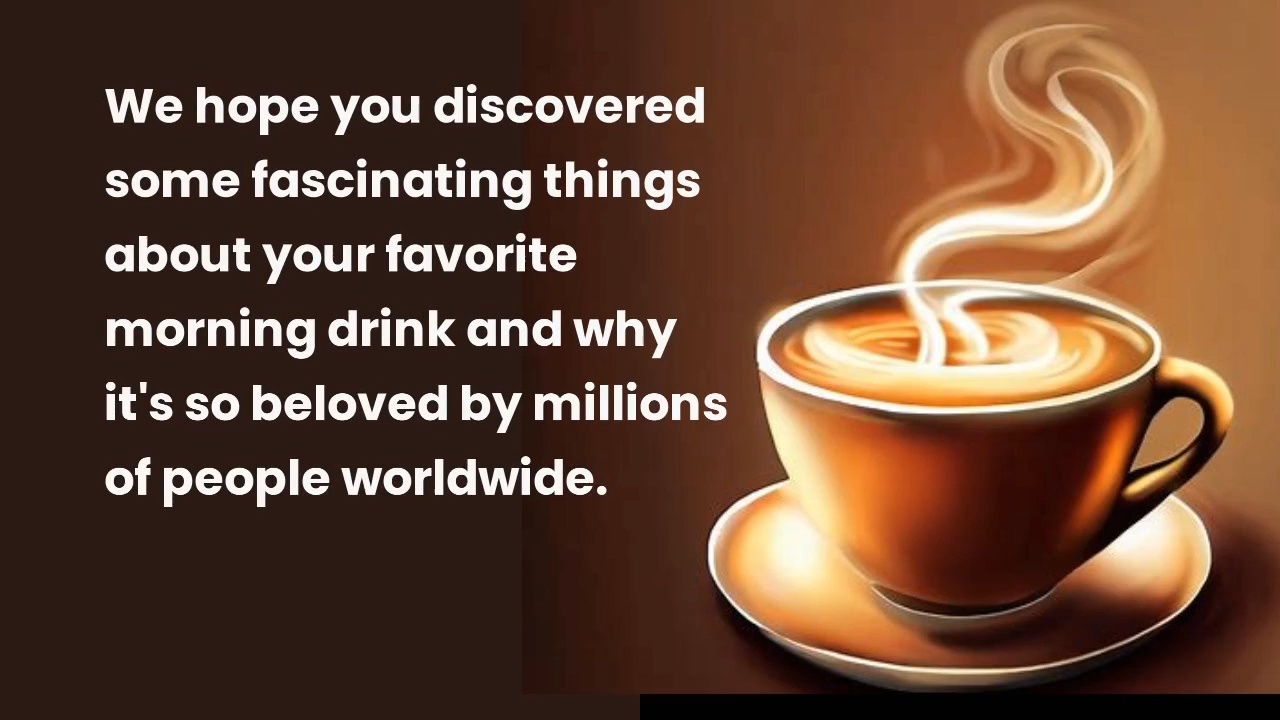 We hope you discovered
some fascinating things
about your favorite
morning drink and why
it's so beloved by millions
of people worldwide.